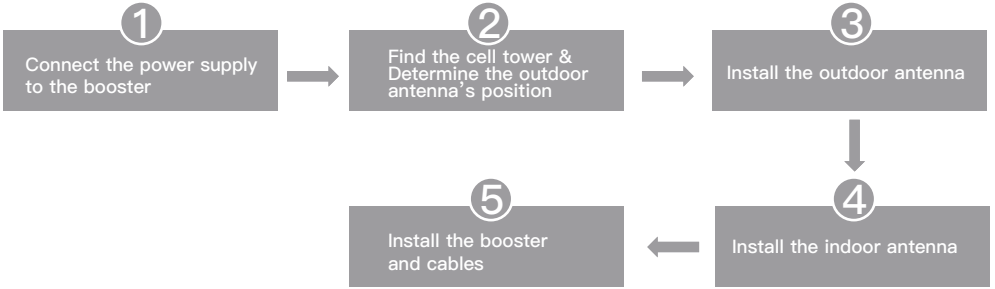 1
Connect the power supply
to the booster
2
Find the cell tower &
Determine the outdoor
antenna's position
3
Install the outdoor antenna
4
Install the indoor antenna
5
Install the booster
and cables